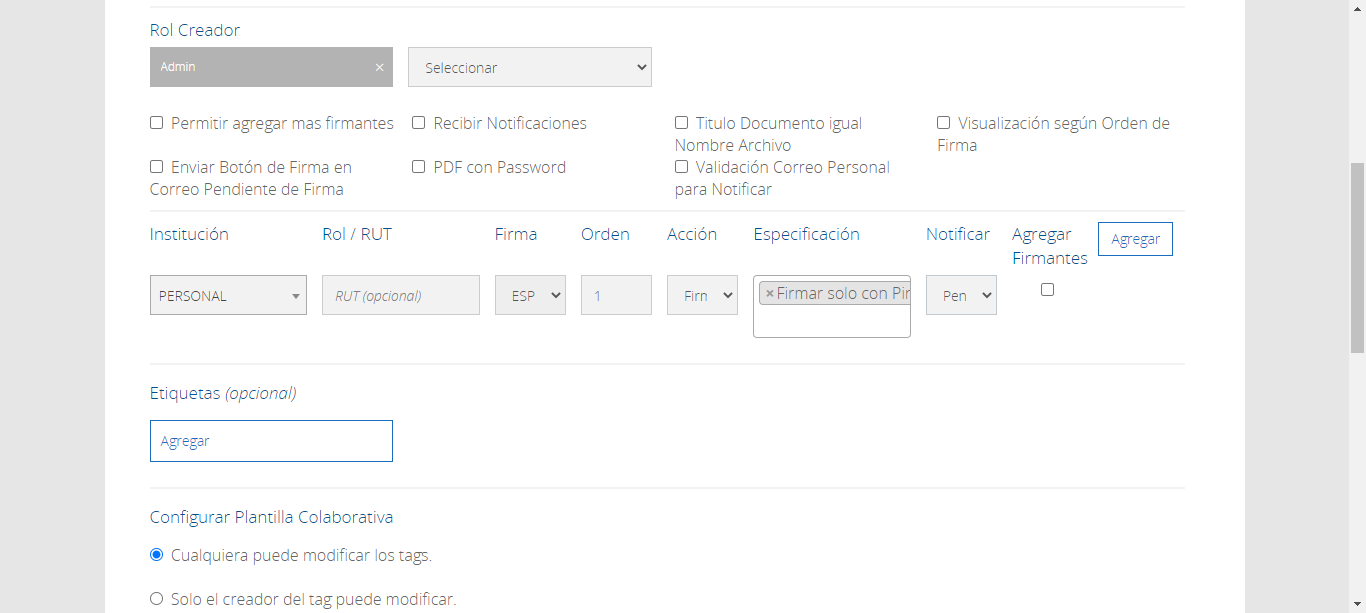 Rol Creador
Admin ×
Seleccionar
Permitir agregar mas firmantes
Recibir Notificaciones
Titulo Documento igual
Nombre Archivo
Visualización según Orden de
Firma
Enviar Botón de Firma en
Correo Pendiente de Firma
PDF con Password
Validación Correo Personal
para Notificar
Institución
Rol / RUT
Firma
Orden
Acción
Especificación
Notificar
Agregar
Firmantes
Agregar
PERSONAL
RUT (opcional)
ESP
1
Firn
× Firmar solo con Pin
Pen
Etiquetas (opcional)
Agregar
Configurar Plantilla Colaborativa
Cualquiera puede modificar los tags.
Solo el creador del tag puede modificar.